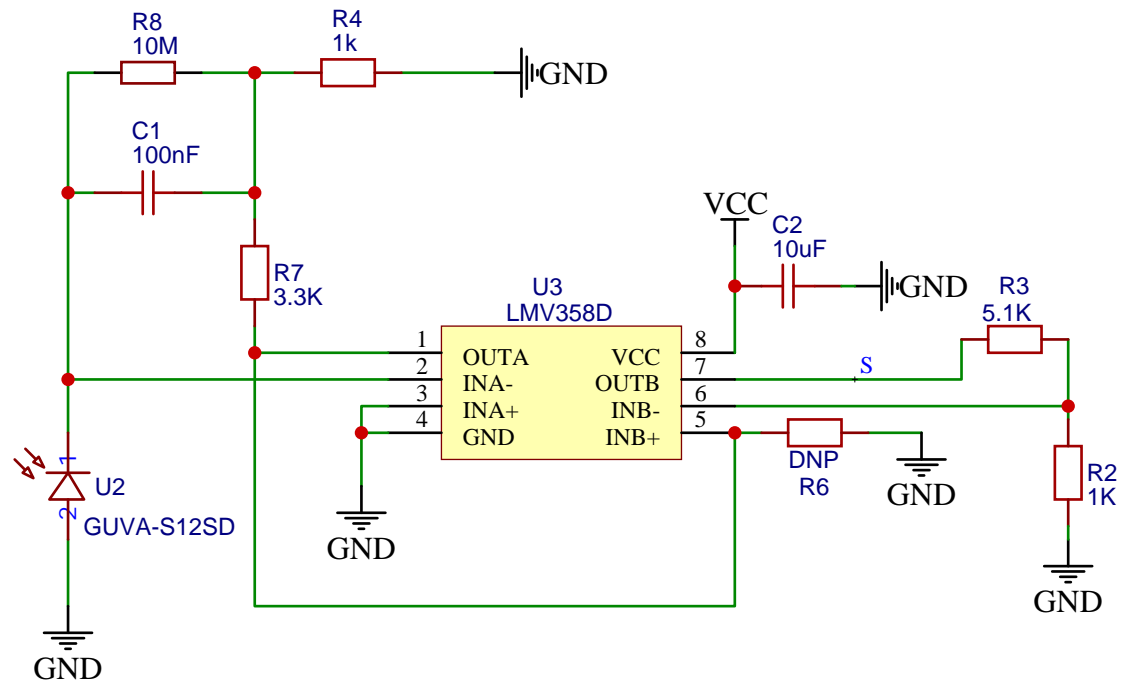 R8
10M
R4
1k
GND
C1
100nF
VCC
C2
10uF
GND
R7
3.3K
U3
LMV358D
R3
5.1K
1
OUTA
VCC
8
2
INA-
OUTB
7
S
3
INA+
INB-
6
4
GND
INB+
5
DNP
R6
GND
R2
1K
GND
GND
1
U2
2
GUVA-S12SD
GND